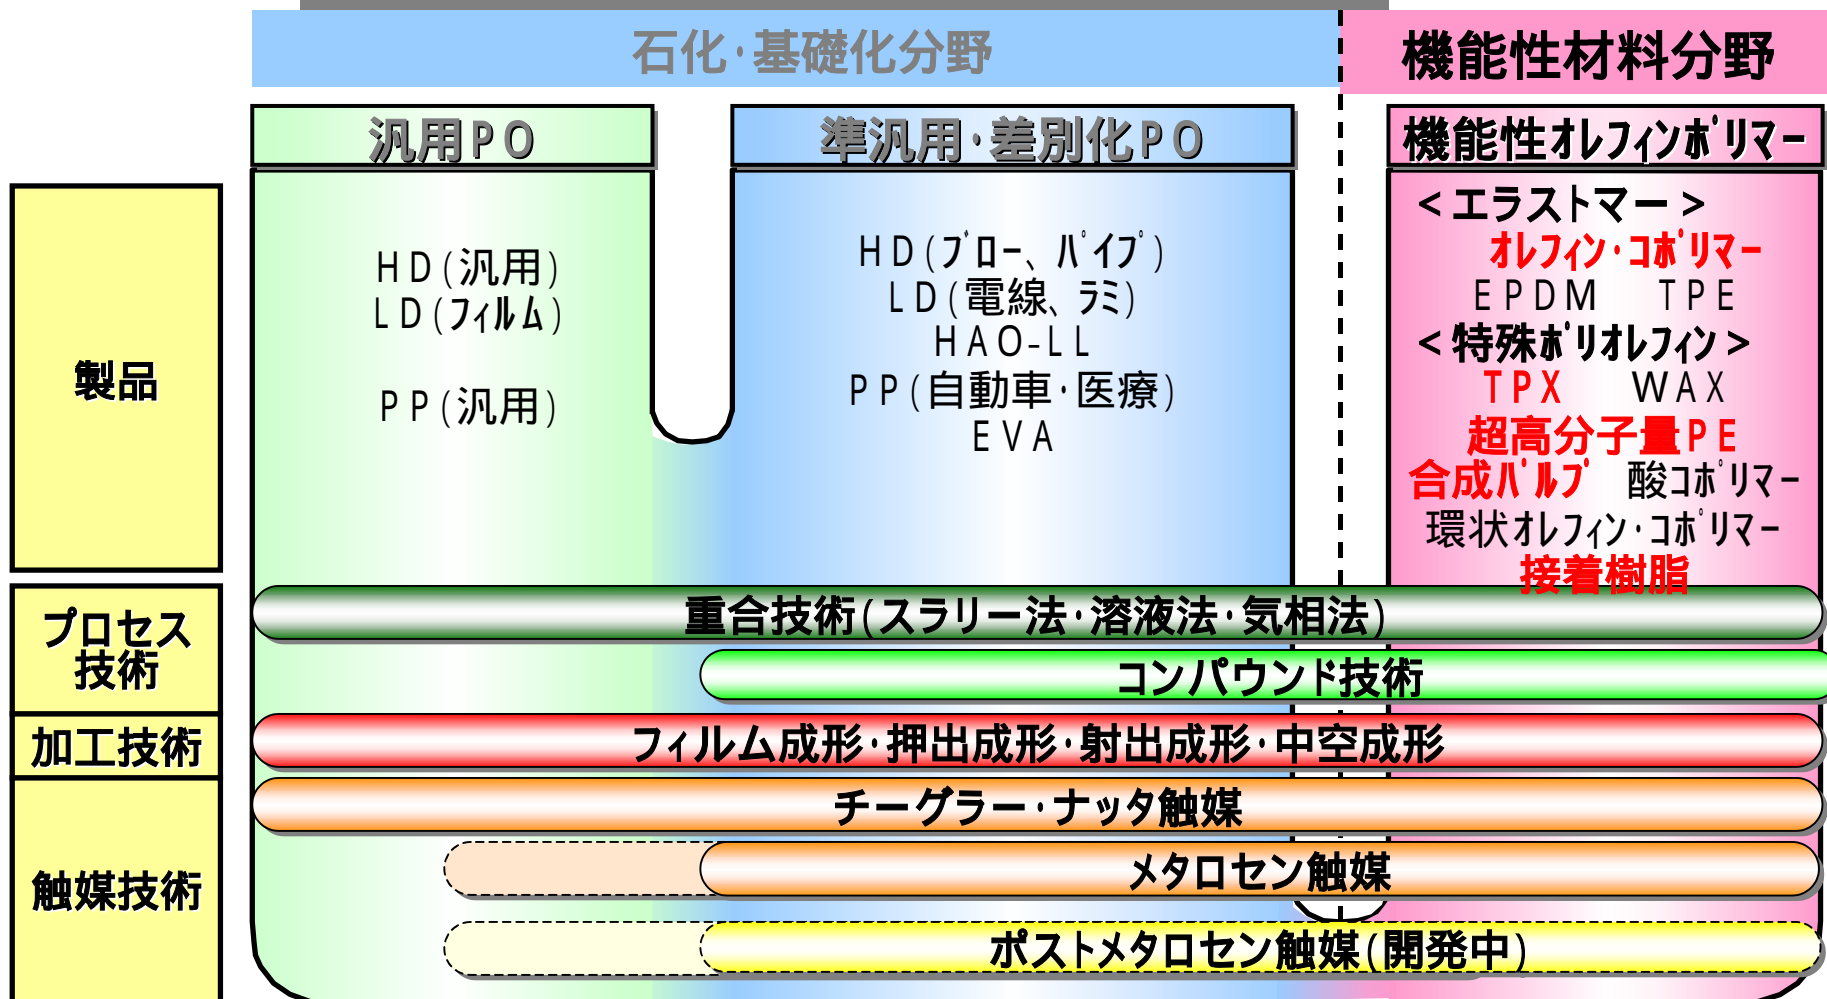 石化・基礎化分野
機能性材料分野
汎用PO
準汎用・差別化PO
機能性オレフィンポリマー
製品
HD(汎用)
LD(フィルム)
PP(汎用)
HD(ブロー、パイプ)
LD(電線、ラミ)
HAO-LL
PP(自動車・医療)
EVA
<エラストマー>
オレフィン・コポリマー
EPDM TPE
<特殊ポリオレフィン>
TPX WAX
超高分子量PE
合成パルプ 酸コポリマー
環状オレフィン・コポリマー
接着樹脂
プロセス
技術
重合技術(スラリー法・溶液法・気相法)
コンパウンド技術
加工技術
フィルム成形・押出成形・射出成形・中空成形
触媒技術
チーグラー・ナッタ触媒
メタロセン触媒
ポストメタロセン触媒(開発中)